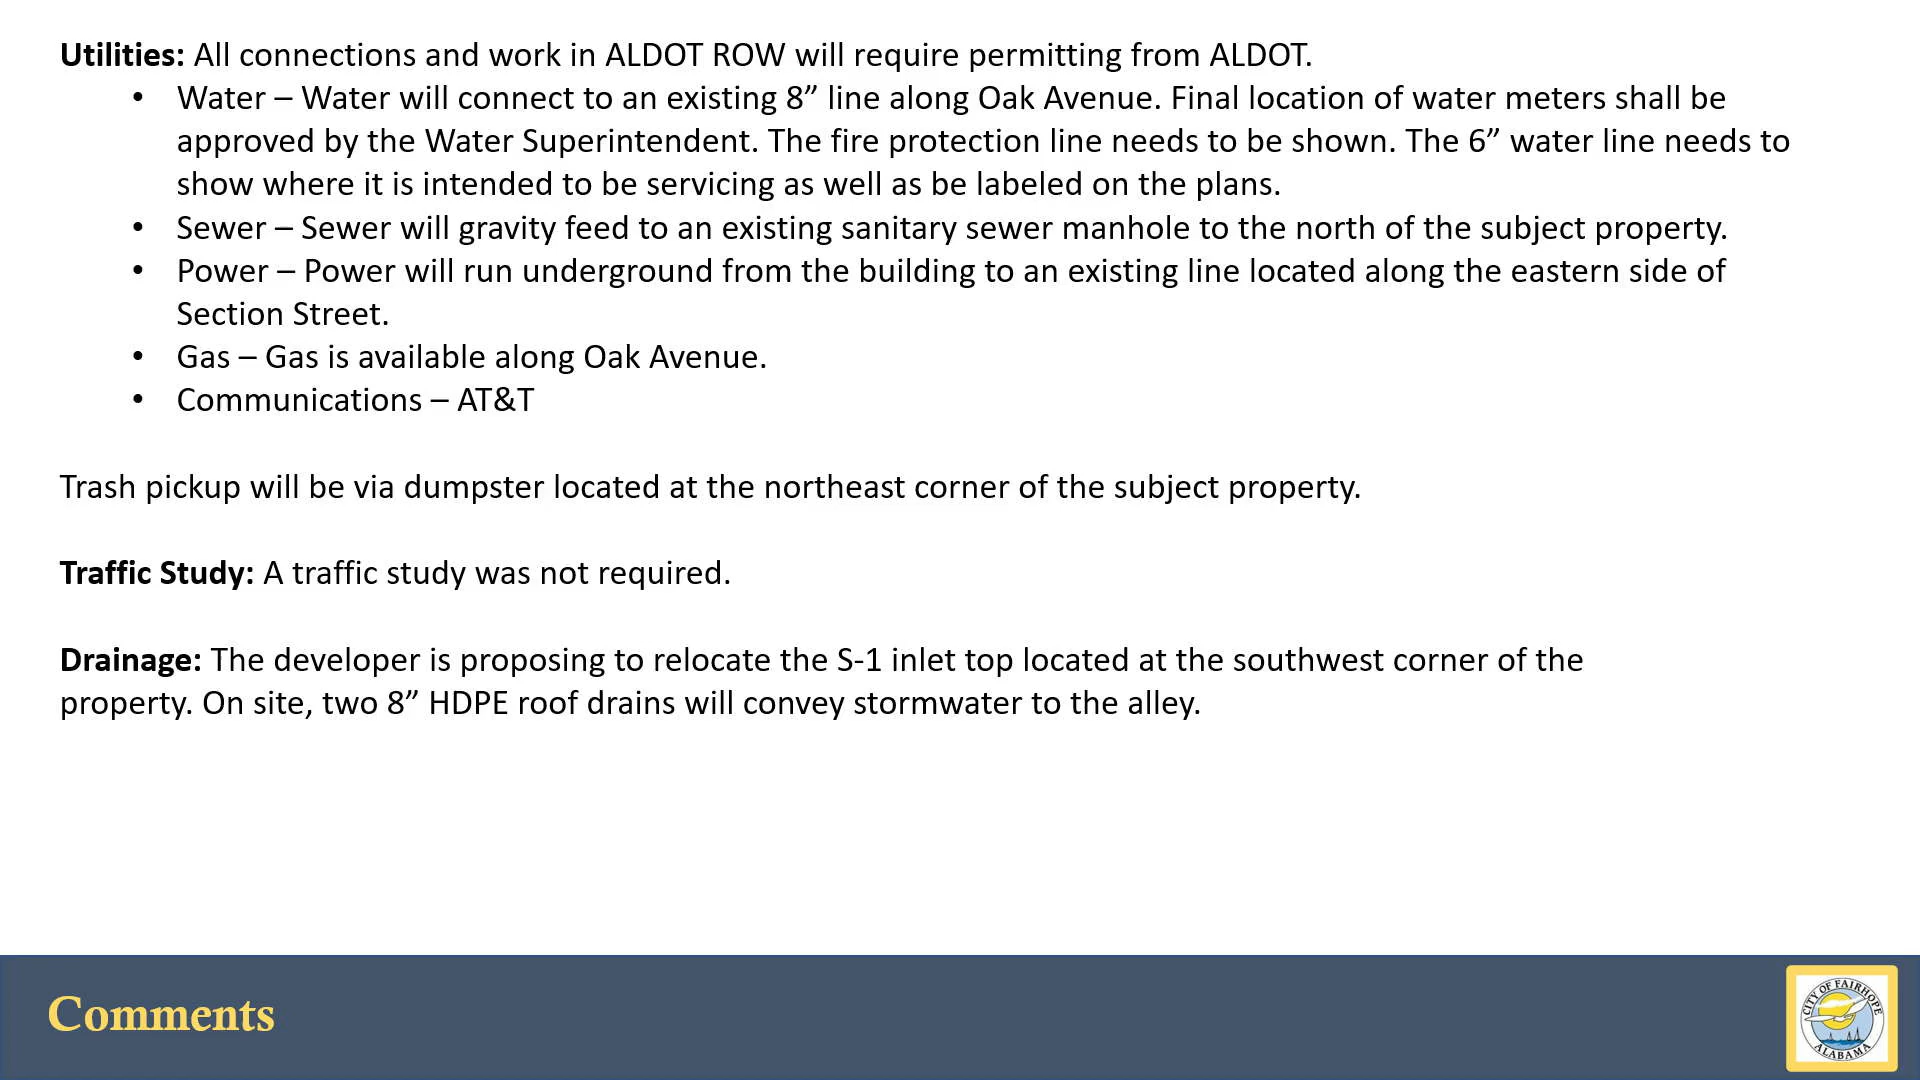 Utilities: All connections and work in ALDOT ROW will require permitting from ALDOT.
• Water – Water will connect to an existing 8” line along Oak Avenue. Final location of water meters shall be
approved by the Water Superintendent. The fire protection line needs to be shown. The 6” water line needs to
show where it is intended to be servicing as well as be labeled on the plans.
• Sewer – Sewer will gravity feed to an existing sanitary sewer manhole to the north of the subject property.
• Power – Power will run underground from the building to an existing line located along the eastern side of
Section Street.
• Gas – Gas is available along Oak Avenue.
• Communications – AT&T
Trash pickup will be via dumpster located at the northeast corner of the subject property.
Traffic Study: A traffic study was not required.
Drainage: The developer is proposing to relocate the S-1 inlet top located at the southwest corner of the
property. On site, two 8” HDPE roof drains will convey stormwater to the alley.
Comments
CITY OF FAIRHOPE
ALABAMA